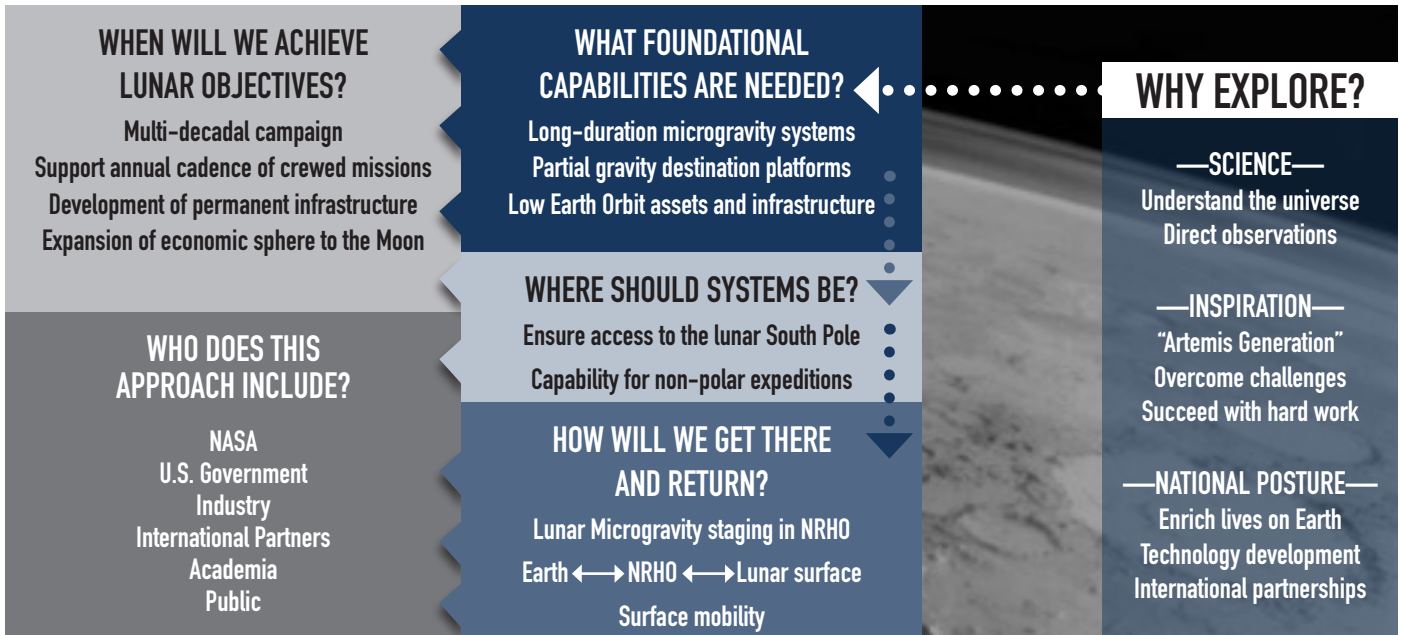 WHEN WILL WE ACHIEVE
LUNAR OBJECTIVES?
Multi-decadal campaign
Support annual cadence of crewed missions
Development of permanent infrastructure
Expansion of economic sphere to the Moon
WHO DOES THIS
APPROACH INCLUDE?
NASA
U.S. Government
Industry
International Partners
Academia
Public
WHAT FOUNDATIONAL
CAPABILITIES ARE NEEDED?
Long-duration microgravity systems
Partial gravity destination platforms
Low Earth Orbit assets and infrastructure
WHERE SHOULD SYSTEMS BE?
Ensure access to the lunar South Pole
Capability for non-polar expeditions
HOW WILL WE GET THERE
AND RETURN?
Lunar Microgravity staging in NRHO
Earth ↔ NRHO ↔ Lunar surface
Surface mobility
WHY EXPLORE?
—SCIENCE—
Understand the universe
Direct observations
—INSPIRATION—
“Artemis Generation”
Overcome challenges
Succeed with hard work
—NATIONAL POSTURE—
Enrich lives on Earth
Technology development
International partnerships